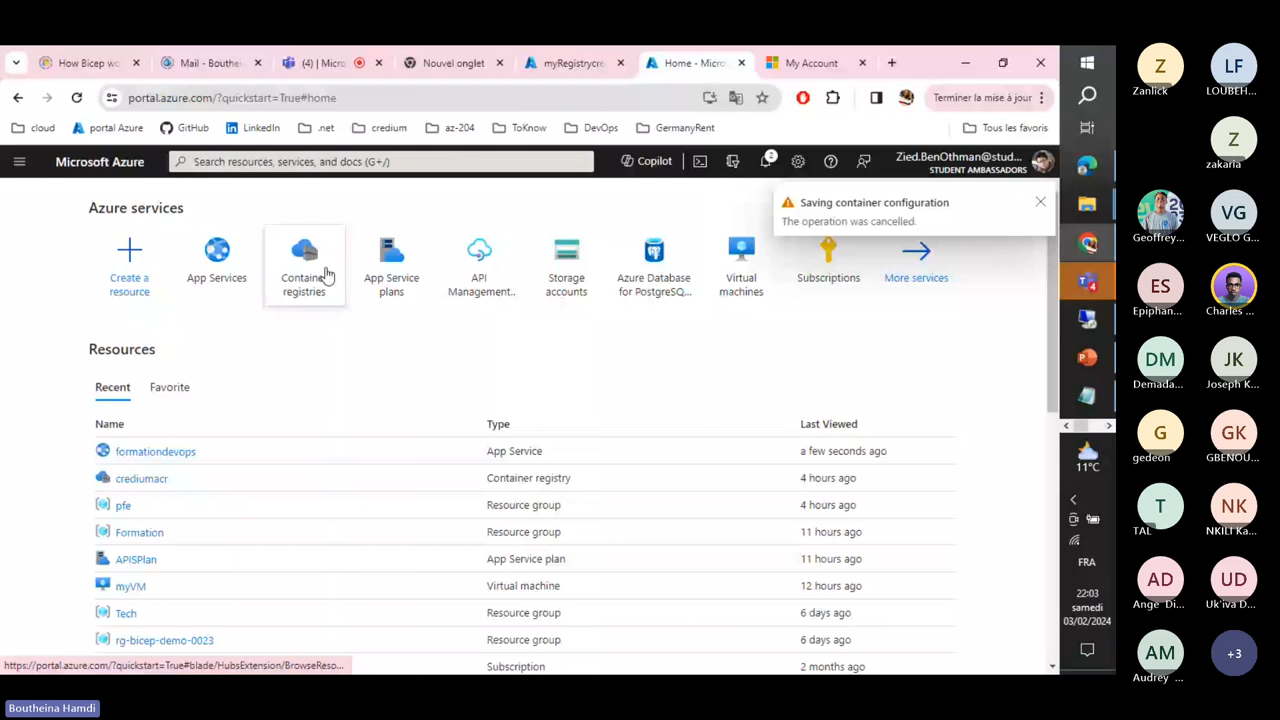 How Bicep wo
Mail - Bouthei
(4) | Micro
Nouvel onglet
myRegistrycre
Home - Micro
My Account
portal.azure.com/?quickstart=True#home
Terminer la mise à jour
cloud
portal Azure
GitHub
LinkedIn
.net
credium
az-204
ToKnow
DevOps
GermanyRent
Tous les favoris
Microsoft Azure
Search resources, services, and docs (G+/)
Copilot
2
Zied.BenOthman@stud...
STUDENT AMBASSADORS
Azure services
Saving container configuration
The operation was cancelled.
Create a
resource
App Services
Container
registries
App Service
plans
API
Management...
Storage
accounts
Azure Database
for PostgreSQ...
Virtual
machines
Subscriptions
More services
Resources
Recent
Favorite
Name
Type
Last Viewed
formationdevops
App Service
a few seconds ago
crediumacr
Container registry
4 hours ago
pfe
Resource group
4 hours ago
Formation
Resource group
11 hours ago
APISPlan
App Service plan
11 hours ago
myVM
Virtual machine
12 hours ago
Tech
Resource group
6 days ago
rg-bicep-demo-0023
Resource group
6 days ago
Subscription
2 months ago
https://portal.azure.com/?quickstart=True#blade/HubsExtension/BrowseReso...
11°C
FRA
22:03
samedi
03/02/2024
Z
Zanlick
LF
LOUBEH...
Z
zakaria
Geoffrey...
VG
VEGLO G...
ES
Epiphan...
Charles ...
DM
Demada...
JK
Joseph K...
G
gedeon
GK
GBENOU...
T
TAL
NK
NKILI Ka...
AD
Ange Di...
UD
Uk'iva D...
AM
Audrey ...
+3
Boutheina Hamdi